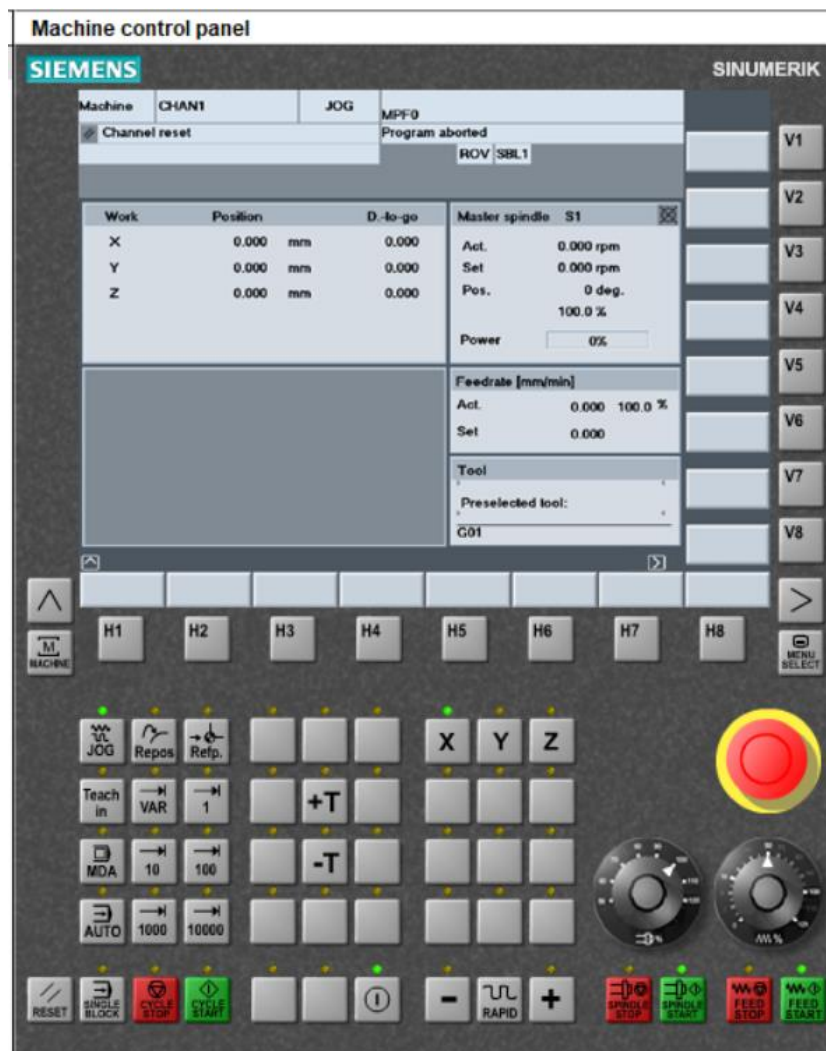 Machine control panel
SIEMENS
SINUMERIK
Machine CHAN1 JOG MPF0
Channel reset Program aborted
ROV SBL1
Work Position D.-to-go
X 0.000 mm 0.000
Y 0.000 mm 0.000
Z 0.000 mm 0.000
Master spindle S1
Act. 0.000 rpm
Set 0.000 rpm
Pos. 0 deg.
100.0 %
Power 0%
Feedrate [mm/min]
Act. 0.000 100.0 %
Set 0.000
Tool
Preselected tool:
G01
V1
V2
V3
V4
V5
V6
V7
V8
H1 H2 H3 H4 H5 H6 H7 H8
M
MACHINE
MENU
SELECT
JOG Repos Refp. X Y Z
Teach
in
VAR 1 +T
MDA 10 100 -T
AUTO 1000 10000
%
%
RESET
SINGLE
BLOCK
CYCLE
STOP
CYCLE
START
-
RAPID
+
SPINDLE
STOP
SPINDLE
START
FEED
STOP
FEED
START